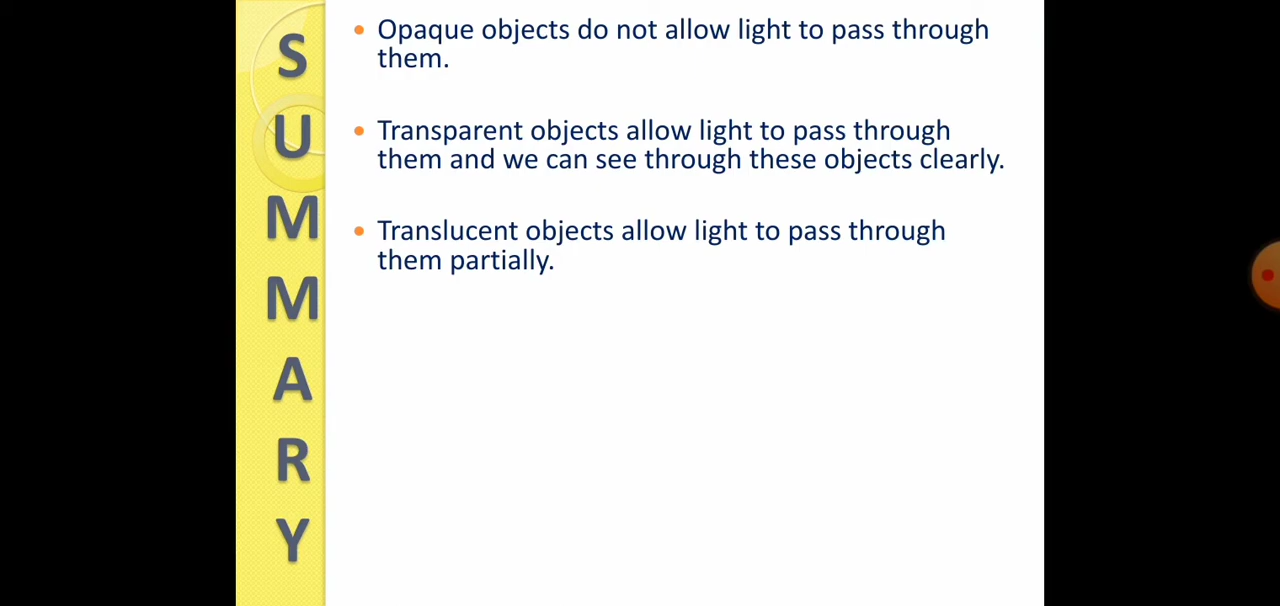 S
U
M
M
A
R
Y
• Opaque objects do not allow light to pass through
them.
• Transparent objects allow light to pass through
them and we can see through these objects clearly.
• Translucent objects allow light to pass through
them partially.